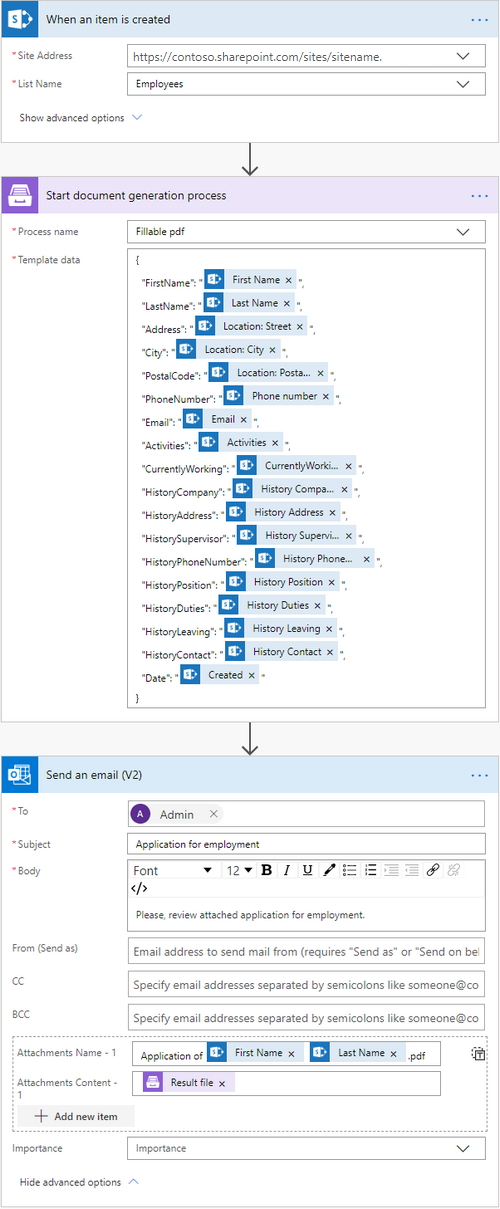 When an item is created
* Site Address
https://contoso.sharepoint.com/sites/sitename.
* List Name
Employees
Show advanced options
Start document generation process
* Process name
Fillable pdf
* Template data
{
"FirstName": " First Name × ",
"LastName": " Last Name × ",
"Address": " Location: Street × ",
"City": " Location: City × ",
"PostalCode": " Location: Posta... × ",
"PhoneNumber": " Phone number × ",
"Email": " Email × ",
"Activities": " Activities × ",
"CurrentlyWorking": " CurrentlyWorki... × ",
"HistoryCompany": " History Compa... × ",
"HistoryAddress": " History Address × ",
"HistorySupervisor": " History Supervi... × ",
"HistoryPhoneNumber": " History Phone... × ",
"HistoryPosition": " History Position × ",
"HistoryDuties": " History Duties × ",
"HistoryLeaving": " History Leaving × ",
"HistoryContact": " History Contact × ",
"Date": " Created × "
}
Send an email (V2)
* To
A Admin ×
* Subject
Application for employment
* Body
Font 12 B I U
</>
Please, review attached application for employment.
From (Send as)
Email address to send mail from (requires "Send as" or "Send on bel
CC
Specify email addresses separated by semicolons like someone@co
BCC
Specify email addresses separated by semicolons like someone@co
Attachments Name - 1
Application of First Name × Last Name × .pdf
Attachments Content -
1
Result file ×
+ Add new item
Importance
Importance
Hide advanced options